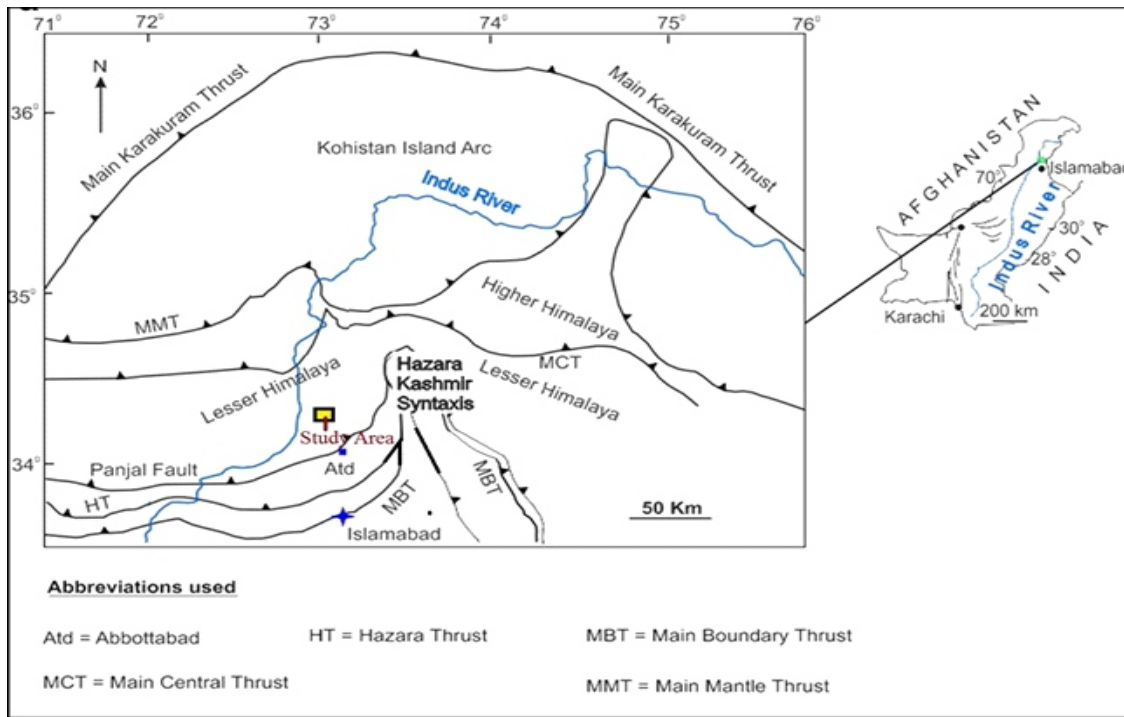 a
71° 72° 73° 74° 75° 76°
N
36°
35°
34°
Main Karakuram Thrust
Main Karakuram Thrust
Kohistan Island Arc
Indus River
MMT
Higher Himalaya
MCT
Lesser Himalaya
Lesser Himalaya
Hazara
Kashmir
Syntaxis
Study Area
Panjal Fault
Atd
HT
MBT
MBT
Islamabad
50 Km
AFGHANISTAN
70°
Islamabad
Indus River
30°
28°
INDIA
Karachi
200 km
Abbreviations used
Atd = Abbottabad HT = Hazara Thrust MBT = Main Boundary Thrust
MCT = Main Central Thrust MMT = Main Mantle Thrust